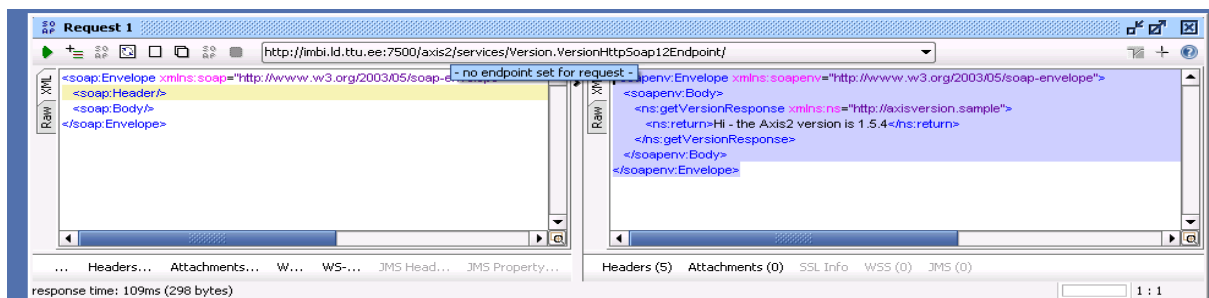 SO AP Request 1
http://imbi.ld.ttu.ee:7500/axis2/services/Version.VersionHttpSoap12Endpoint/
- no endpoint set for request -
XML
Raw
<soap:Envelope xmlns:soap="http://www.w3.org/2003/05/soap-e
<soap:Header/>
<soap:Body/>
</soap:Envelope>
XM
Raw
soapenv:Envelope xmlns:soapenv="http://www.w3.org/2003/05/soap-envelope">
<soapenv:Body>
<ns:getVersionResponse xmlns:ns="http://axisversion.sample">
<ns:return>Hi - the Axis2 version is 1.5.4</ns:return>
</ns:getVersionResponse>
</soapenv:Body>
</soapenv:Envelope>
... Headers... Attachments... W... WS-... JMS Head... JMS Property...
Headers (5) Attachments (0) SSL Info WSS (0) JMS (0)
response time: 109ms (298 bytes)
1 : 1